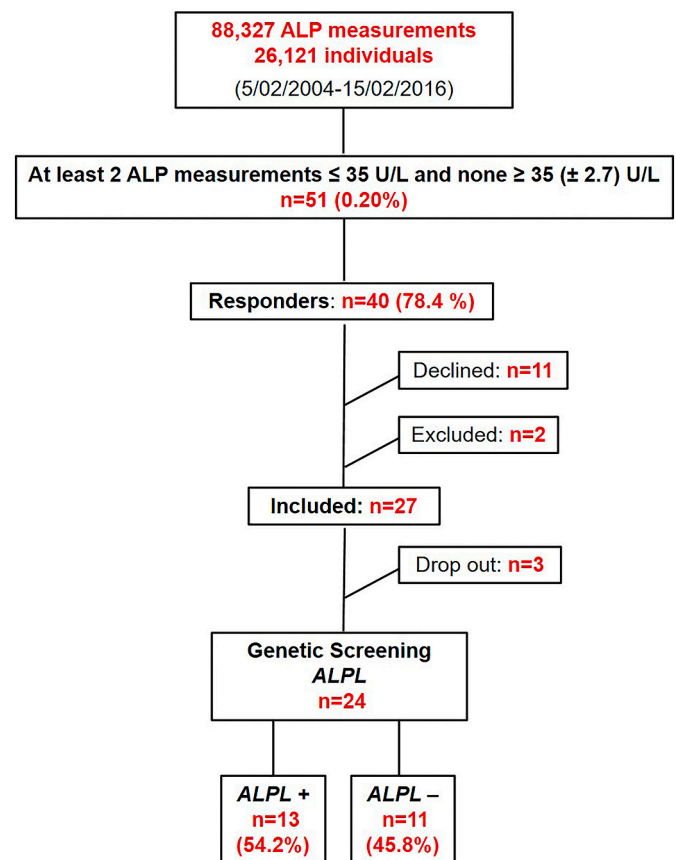 88,327 ALP measurements
26,121 individuals
(5/02/2004-15/02/2016)
At least 2 ALP measurements ≤ 35 U/L and none ≥ 35 (± 2.7) U/L
n=51 (0.20%)
Responders: n=40 (78.4 %)
Declined: n=11
Excluded: n=2
Included: n=27
Drop out: n=3
Genetic Screening
ALPL
n=24
ALPL +
n=13
(54.2%)
ALPL –
n=11
(45.8%)